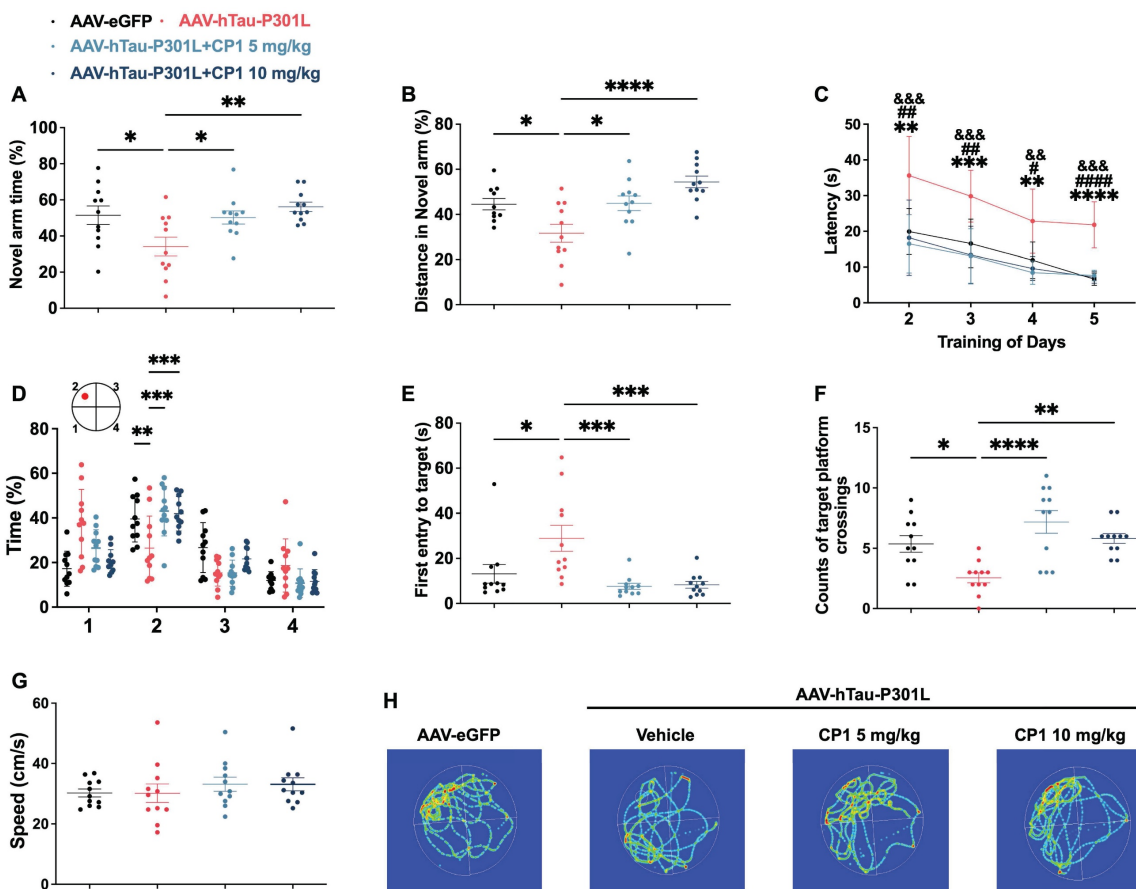 AAV-eGFP AAV-hTau-P301L
AAV-hTau-P301L+CP1 5 mg/kg
AAV-hTau-P301L+CP1 10 mg/kg
A
Novel arm time (%)
100
80
60
40
20
0
*
*
**
B
Distance in Novel arm (%)
80
60
40
20
0
*
*
****
C
Latency (s)
50
40
30
20
10
0
&&&
##
**
&&&
##
***
&&
#
**
&&&
####
****
2 3 4 5
Training of Days
D
2 3
1 4
Time (%)
80
60
40
20
0
***
***
**
1 2 3 4
E
First entry to target (s)
80
60
40
20
0
*
***
***
F
Counts of target platform
crossings
15
10
5
0
*
****
**
G
Speed (cm/s)
60
40
20
0
H
AAV-hTau-P301L
AAV-eGFP Vehicle CP1 5 mg/kg CP1 10 mg/kg